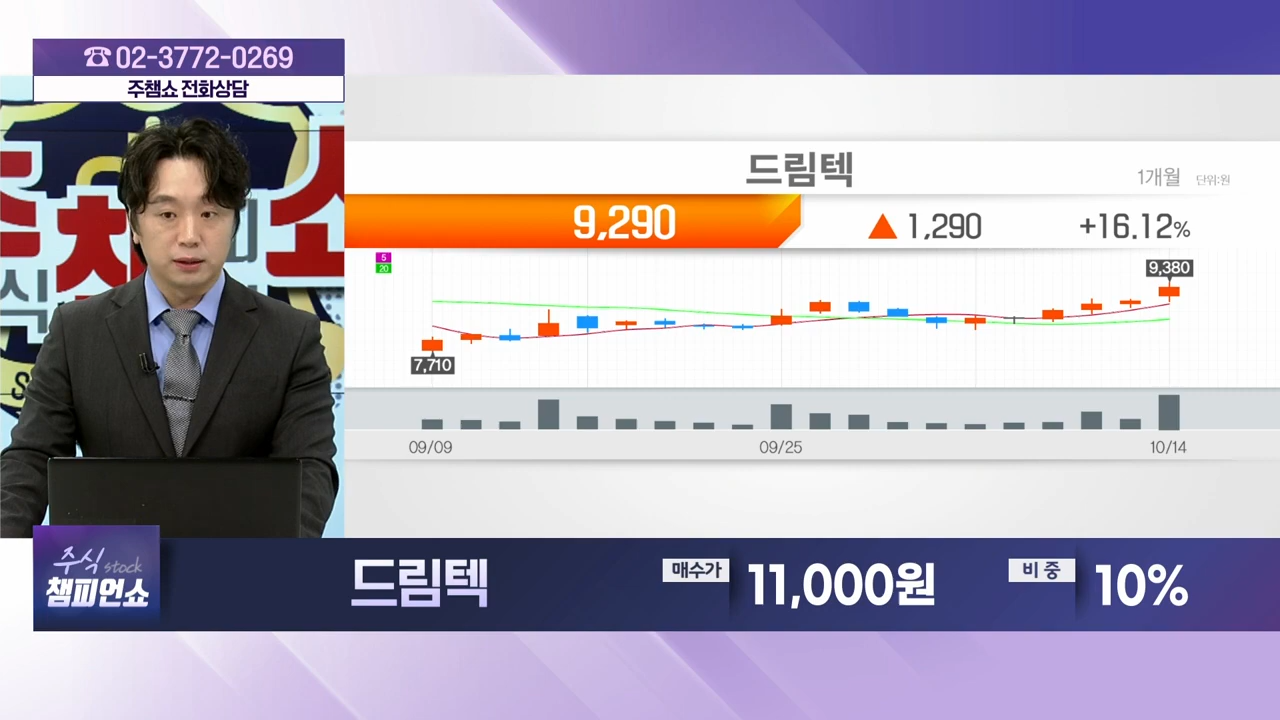 ☎02-3772-0269
주챔쇼 전화상담
드림텍
1개월 단위:원
9,290
▲ 1,290
+16.12%
5
20
9,380
7,710
09/09
09/25
10/14
주식 stock
챔피언쇼
드림텍
매수가
11,000원
비중
10%